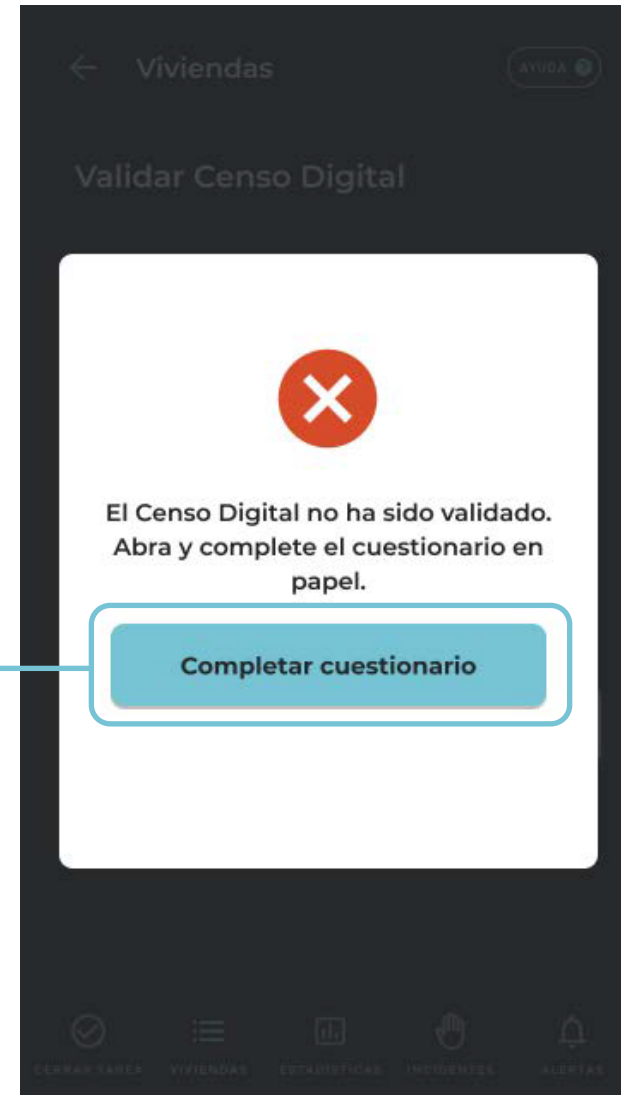 Viviendas
AYUDA
Validar Censo Digital
El Censo Digital no ha sido validado.
Abra y complete el cuestionario en
papel.
Completar cuestionario
CERRAR TAREA VIVIENDAS ESTADÍSTICAS INCIDENTES ALERTAS